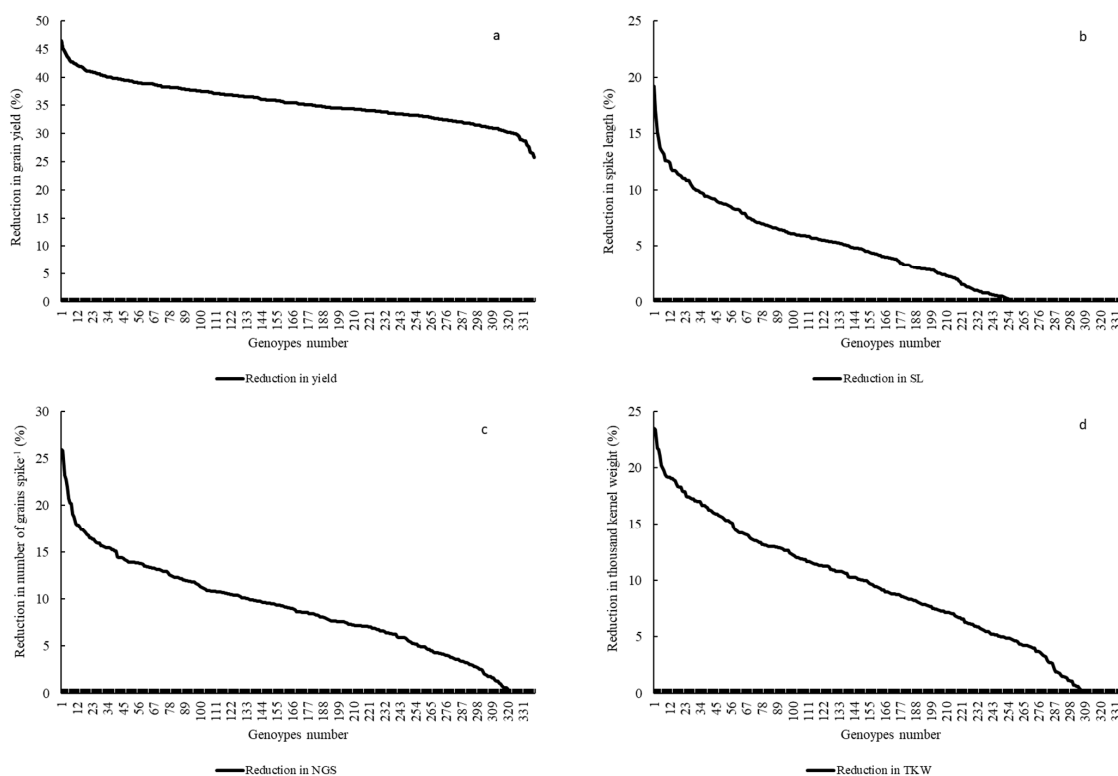 a
Reduction in grain yield (%)
50
45
40
35
30
25
20
15
10
5
0
1 12 23 34 45 56 67 78 89 100 111 122 133 144 155 166 177 188 199 210 221 232 243 254 265 276 287 298 309 320 331
Genoypes number
Reduction in yield
b
Reduction in spike length (%)
25
20
15
10
5
0
1 12 23 34 45 56 67 78 89 100 111 122 133 144 155 166 177 188 199 210 221 232 243 254 265 276 287 298 309 320 331
Genoypes number
Reduction in SL
c
Reduction in number of grains spike⁻¹ (%)
30
25
20
15
10
5
0
1 12 23 34 45 56 67 78 89 100 111 122 133 144 155 166 177 188 199 210 221 232 243 254 265 276 287 298 309 320 331
Genoypes number
Reduction in NGS
d
Reduction in thousand kernel weight (%)
25
20
15
10
5
0
1 12 23 34 45 56 67 78 89 100 111 122 133 144 155 166 177 188 199 210 221 232 243 254 265 276 287 298 309 320 331
Genoypes number
Reduction in TKW